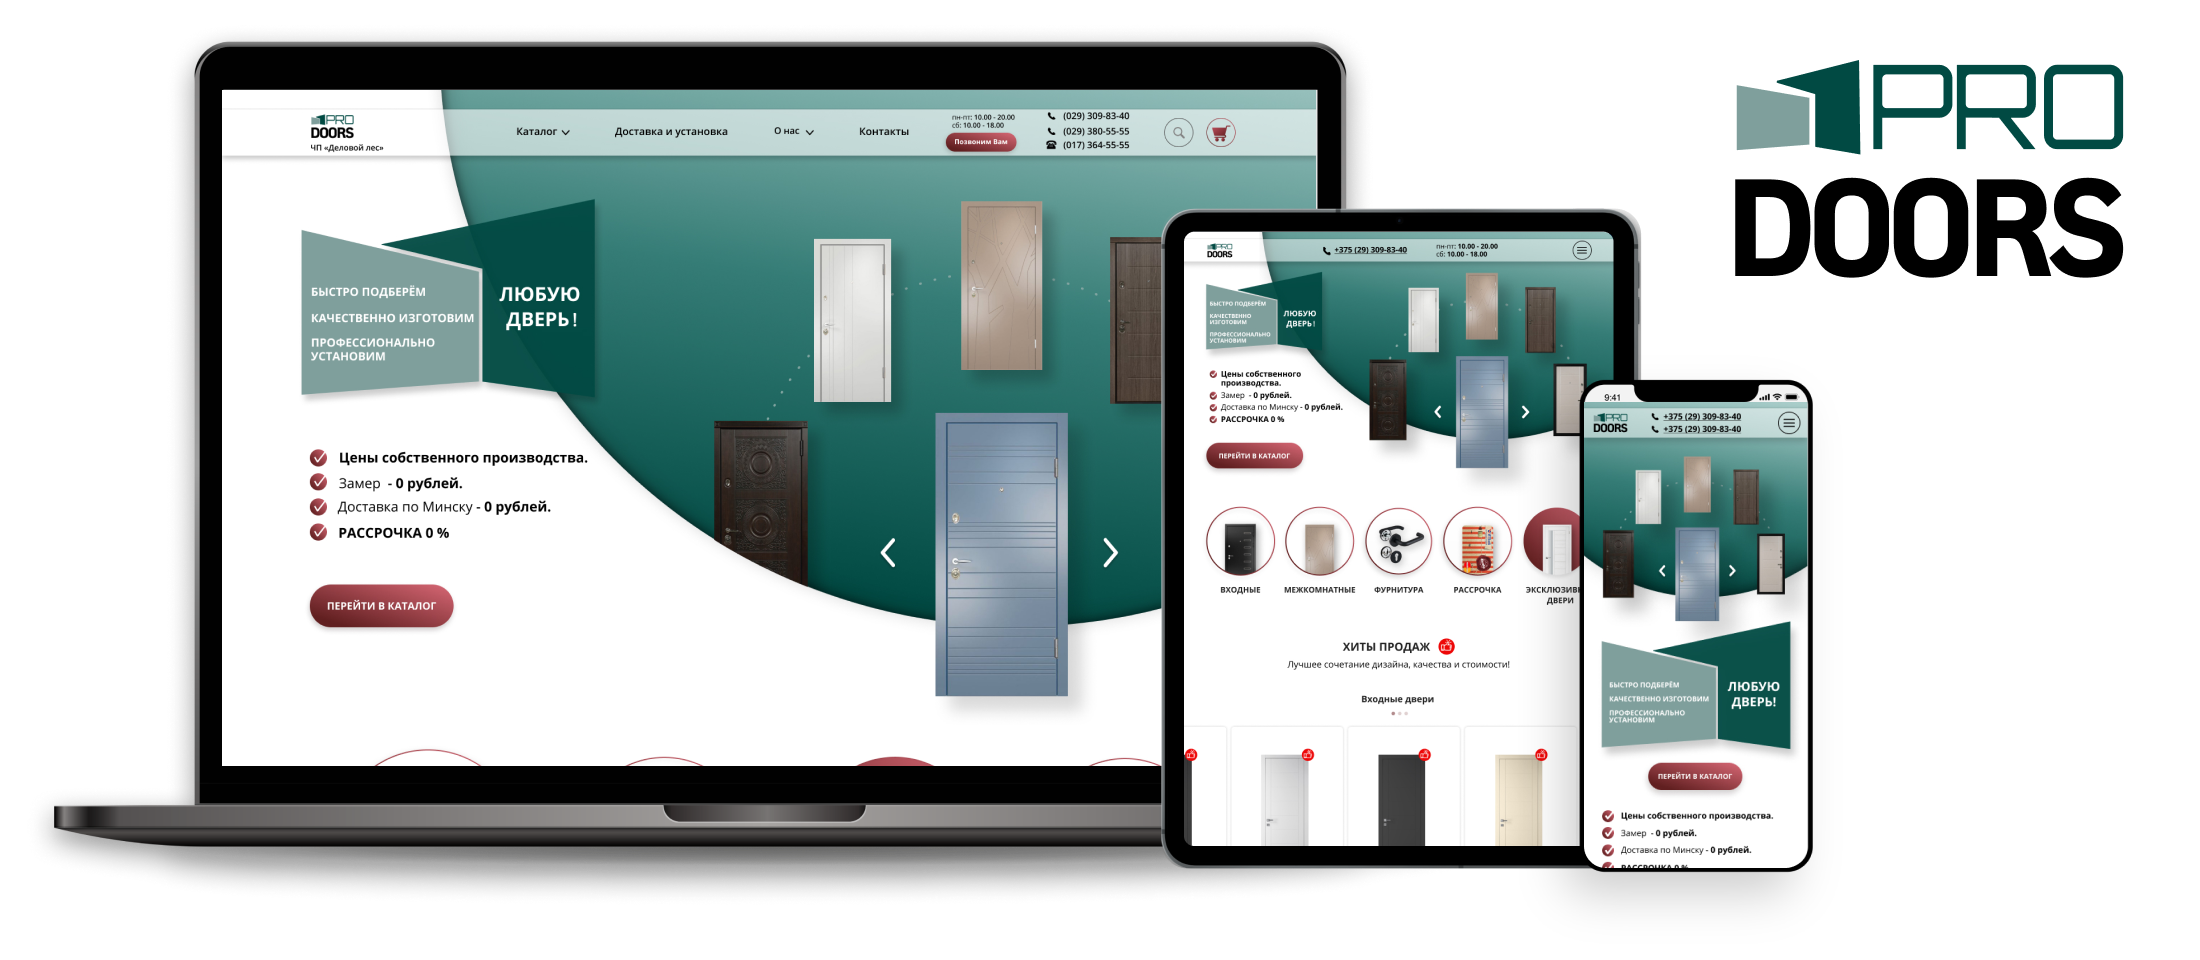 PRO
DOORS
ЧП «Деловой лес»
Каталог
Доставка и установка
О нас
Контакты
пн-пт: 10.00 - 20.00
сб: 10.00 - 18.00
Позвоним Вам
(029) 309-83-40
(029) 380-55-55
(017) 364-55-55
БЫСТРО ПОДБЕРЁМ
КАЧЕСТВЕННО ИЗГОТОВИМ
ПРОФЕССИОНАЛЬНО
УСТАНОВИМ
ЛЮБУЮ
ДВЕРЬ!
Цены собственного производства.
Замер - 0 рублей.
Доставка по Минску - 0 рублей.
РАССРОЧКА 0 %
ПЕРЕЙТИ В КАТАЛОГ
PRO
DOORS
+375 (29) 309-83-40
пн-пт: 10.00 - 20.00
сб: 10.00 - 18.00
БЫСТРО ПОДБЕРЁМ
КАЧЕСТВЕННО
ИЗГОТОВИМ
ПРОФЕССИОНАЛЬНО
УСТАНОВИМ
ЛЮБУЮ
ДВЕРЬ!
Цены собственного
производства.
Замер - 0 рублей.
Доставка по Минску - 0 рублей.
РАССРОЧКА 0 %
ПЕРЕЙТИ В КАТАЛОГ
ВХОДНЫЕ
МЕЖКОМНАТНЫЕ
ФУРНИТУРА
РАССРОЧКА
ЭКСКЛЮЗИВН
ДВЕРИ
ХИТЫ ПРОДАЖ
Лучшее сочетание дизайна, качества и стоимости!
Входные двери
9:41
PRO
DOORS
+375 (29) 309-83-40
+375 (29) 309-83-40
БЫСТРО ПОДБЕРЁМ
КАЧЕСТВЕННО ИЗГОТОВИМ
ПРОФЕССИОНАЛЬНО
УСТАНОВИМ
ЛЮБУЮ
ДВЕРЬ!
ПЕРЕЙТИ В КАТАЛОГ
Цены собственного производства.
Замер - 0 рублей.
Доставка по Минску - 0 рублей.
РАССРОЧКА 0 %
PRO
DOORS